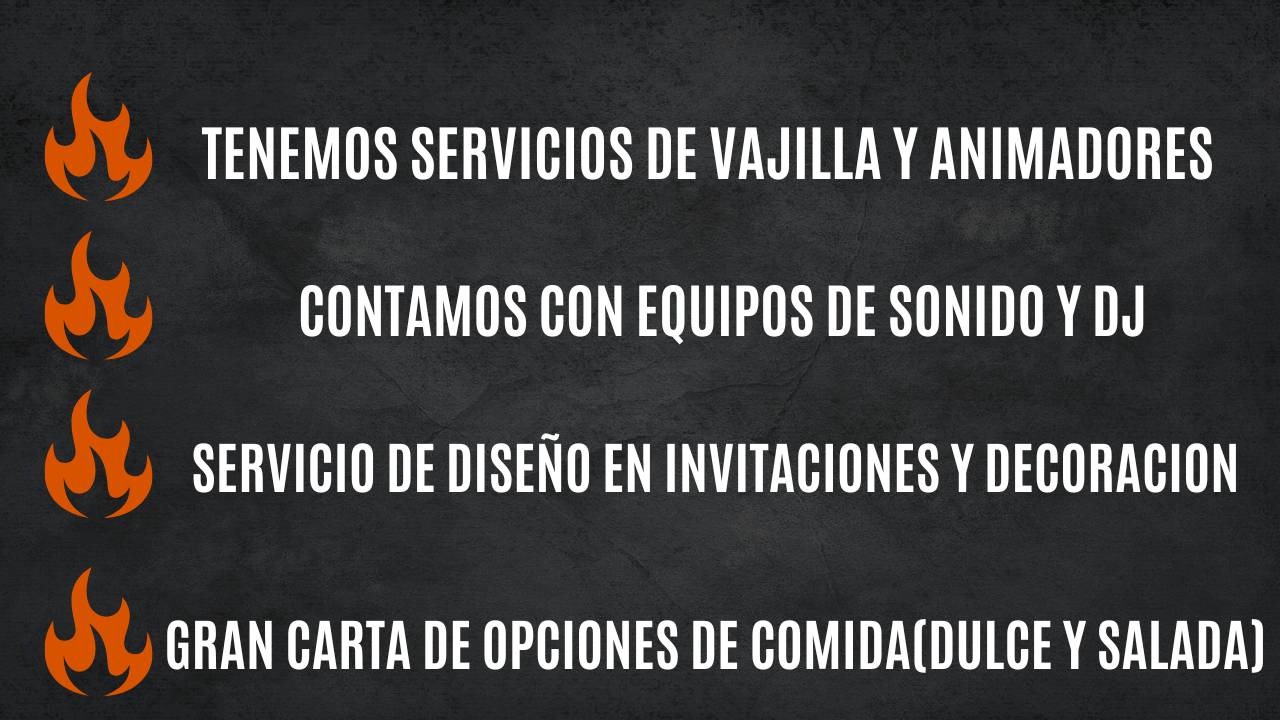 TENEMOS SERVICIOS DE VAJILLA Y ANIMADORES
CONTAMOS CON EQUIPOS DE SONIDO Y DJ
SERVICIO DE DISEÑO EN INVITACIONES Y DECORACION
GRAN CARTA DE OPCIONES DE COMIDA(DULCE Y SALADA)